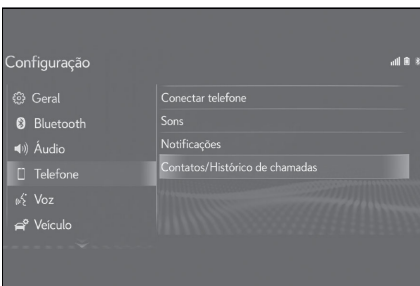 Configuração
Geral
Bluetooth
Áudio
Telefone
Voz
Veículo
Conectar telefone
Sons
Notificações
Contatos/Histórico de chamadas